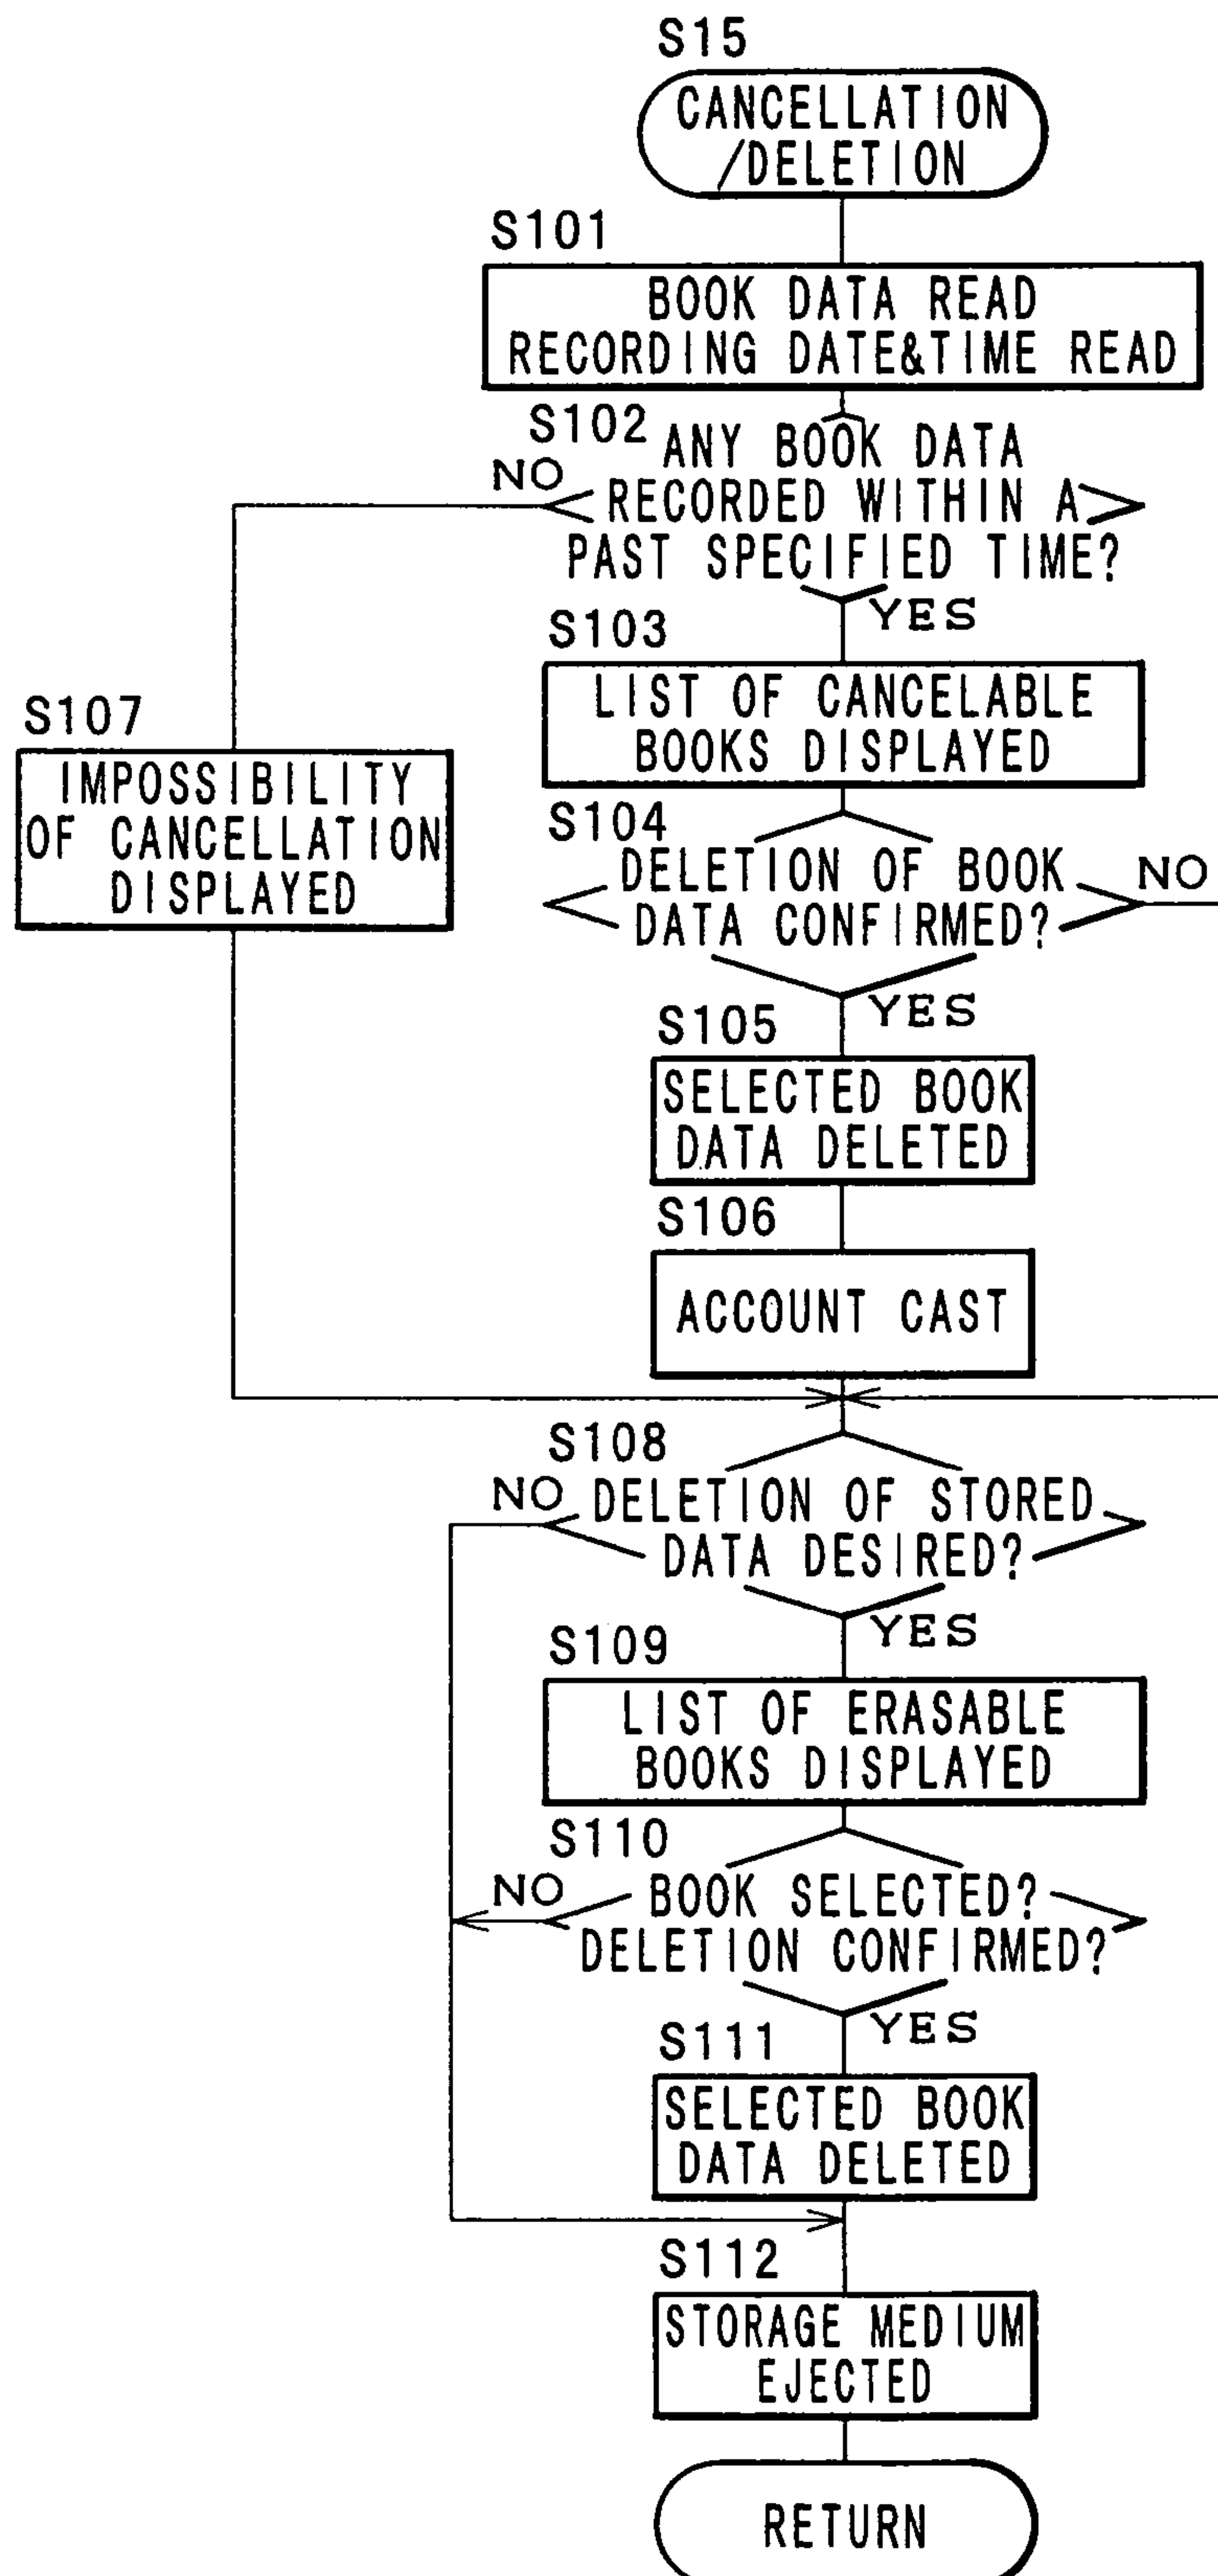 S15
CANCELLATION
/DELETION
S101
BOOK DATA READ
RECORDING DATE&TIME READ
S102
ANY BOOK DATA
RECORDED WITHIN A
PAST SPECIFIED TIME?
NO
YES
S103
LIST OF CANCELABLE
BOOKS DISPLAYED
S107
IMPOSSIBILITY
OF CANCELLATION
DISPLAYED
S104
DELETION OF BOOK
DATA CONFIRMED?
NO
YES
S105
SELECTED BOOK
DATA DELETED
S106
ACCOUNT CAST
S108
NO
DELETION OF STORED
DATA DESIRED?
YES
S109
LIST OF ERASABLE
BOOKS DISPLAYED
S110
NO
BOOK SELECTED?
DELETION CONFIRMED?
YES
S111
SELECTED BOOK
DATA DELETED
S112
STORAGE MEDIUM
EJECTED
RETURN